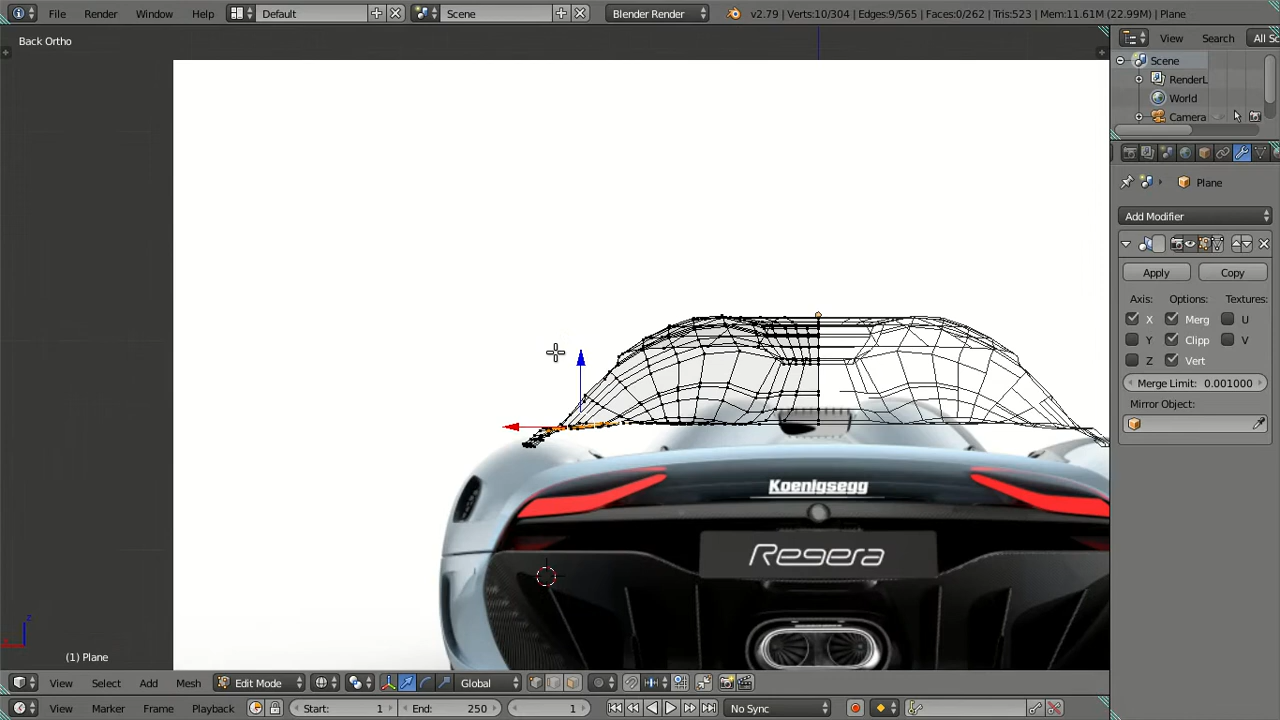 File Render Window Help Default Scene Blender Render v2.79 | Verts:10/304 | Edges:9/565 | Faces:0/262 | Tris:523 | Mem:11.61M (22.99M) | Plane
Back Ortho
View Search All Sc
Scene
RenderL
World
Camera
Plane
Add Modifier
Apply Copy
Axis: Options: Textures:
X Merg U
Y Clipp V
Z Vert
Merge Limit: 0.001000
Mirror Object:
Koenigsegg
Regera
z
x
(1) Plane
View Select Add Mesh Edit Mode Global
View Marker Frame Playback Start: 1 End: 250 1 No Sync